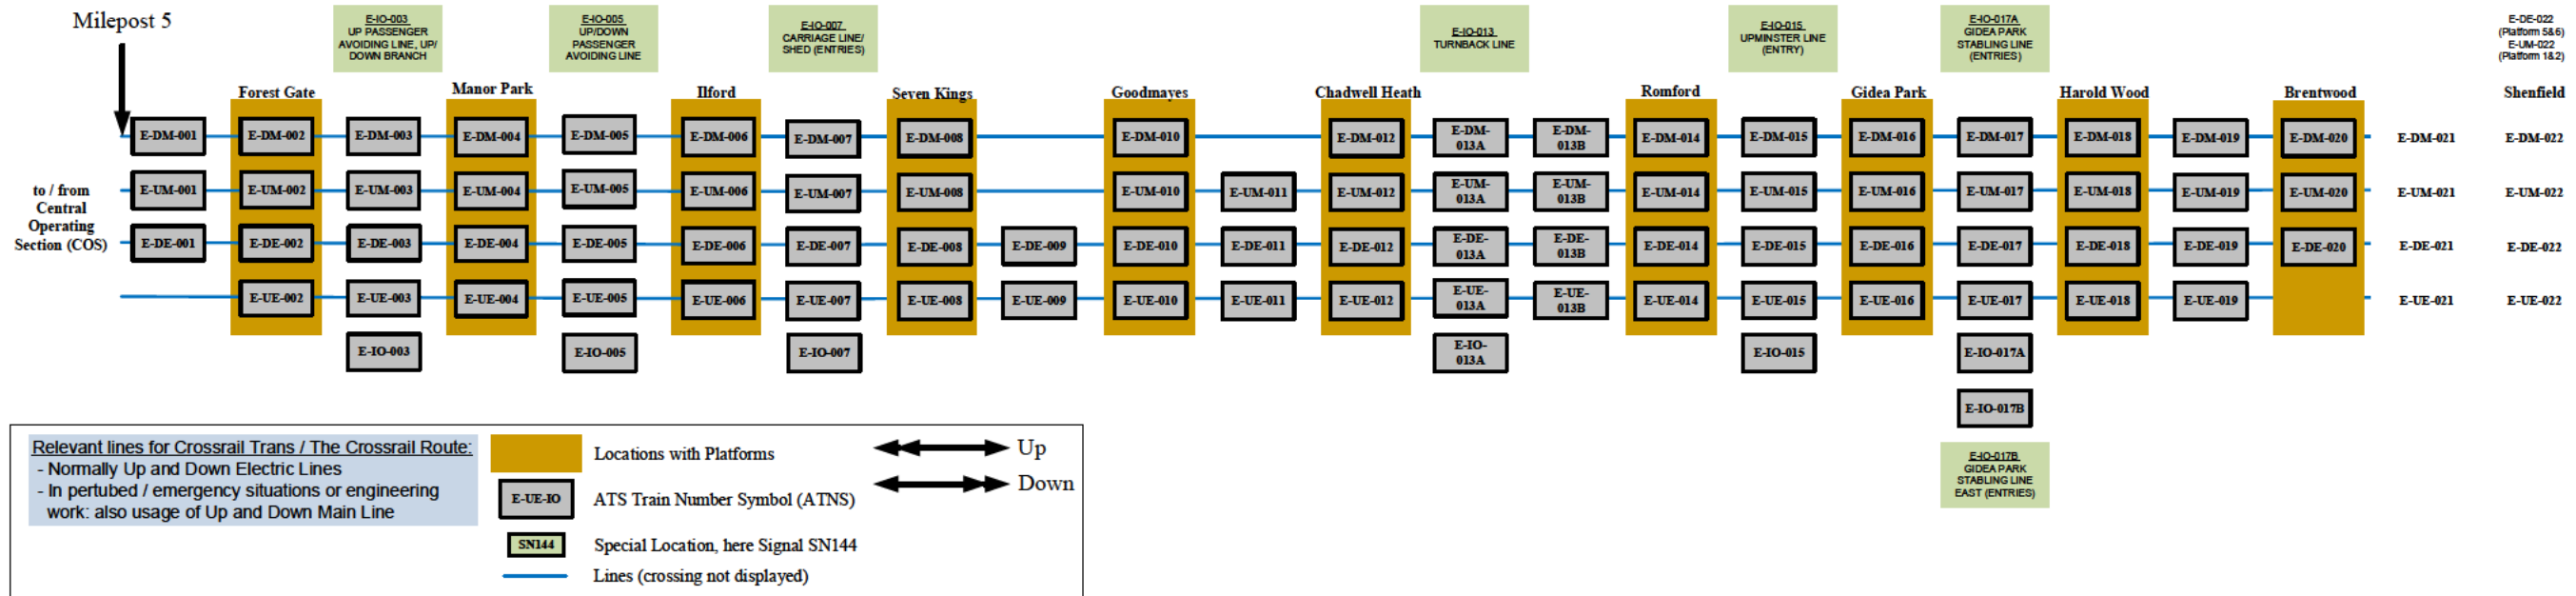 Milepost 5
E-IO-003
UP PASSENGER
AVOIDING LINE, UP/
DOWN BRANCH
E-IO-005
UP/DOWN
PASSENGER
AVOIDING LINE
E-IO-007
CARRIAGE LINE/
SHED (ENTRIES)
E-IO-013
TURNBACK LINE
E-IO-015
UPMINSTER LINE
(ENTRY)
E-IO-017A
GIDEA PARK
STABLING LINE
(ENTRIES)
E-DE-022
(Platform 5&6)
E-UM-022
(Platform 1&2)
Forest Gate Manor Park Ilford Seven Kings Goodmayes Chadwell Heath Romford Gidea Park Harold Wood Brentwood Shenfield
E-DM-001 E-DM-002 E-DM-003 E-DM-004 E-DM-005 E-DM-006 E-DM-007 E-DM-008 E-DM-010 E-DM-012 E-DM-013A E-DM-013B E-DM-014 E-DM-015 E-DM-016 E-DM-017 E-DM-018 E-DM-019 E-DM-020 E-DM-021 E-DM-022
to / from
Central
Operating
Section (COS)
E-UM-001 E-UM-002 E-UM-003 E-UM-004 E-UM-005 E-UM-006 E-UM-007 E-UM-008 E-UM-010 E-UM-011 E-UM-012 E-UM-013A E-UM-013B E-UM-014 E-UM-015 E-UM-016 E-UM-017 E-UM-018 E-UM-019 E-UM-020 E-UM-021 E-UM-022
E-DE-001 E-DE-002 E-DE-003 E-DE-004 E-DE-005 E-DE-006 E-DE-007 E-DE-008 E-DE-009 E-DE-010 E-DE-011 E-DE-012 E-DE-013A E-DE-013B E-DE-014 E-DE-015 E-DE-016 E-DE-017 E-DE-018 E-DE-019 E-DE-020 E-DE-021 E-DE-022
E-UE-002 E-UE-003 E-UE-004 E-UE-005 E-UE-006 E-UE-007 E-UE-008 E-UE-009 E-UE-010 E-UE-011 E-UE-012 E-UE-013A E-UE-013B E-UE-014 E-UE-015 E-UE-016 E-UE-017 E-UE-018 E-UE-019 E-UE-021 E-UE-022
E-IO-003 E-IO-005 E-IO-007 E-IO-013A E-IO-015 E-IO-017A
E-IO-017B
E-IO-017B
GIDEA PARK
STABLING LINE
EAST (ENTRIES)
Relevant lines for Crossrail Trans / The Crossrail Route:
- Normally Up and Down Electric Lines
- In pertubed / emergency situations or engineering
work: also usage of Up and Down Main Line
Locations with Platforms
E-UE-IO ATS Train Number Symbol (ATNS)
SN144 Special Location, here Signal SN144
Lines (crossing not displayed)
Up
Down